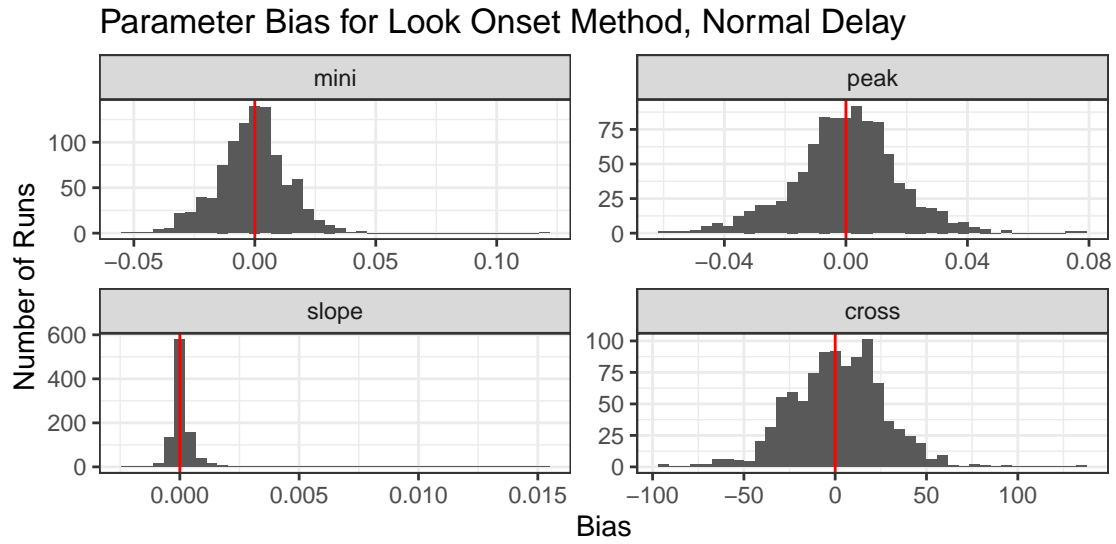 Parameter Bias for Look Onset Method, Normal Delay
mini
peak
100
50
0
75
50
25
0
−0.05 0.00 0.05 0.10
−0.04 0.00 0.04 0.08
slope
cross
600
400
200
0
100
75
50
25
0
0.000 0.005 0.010 0.015
−100 −50 0 50 100
Number of Runs
Bias